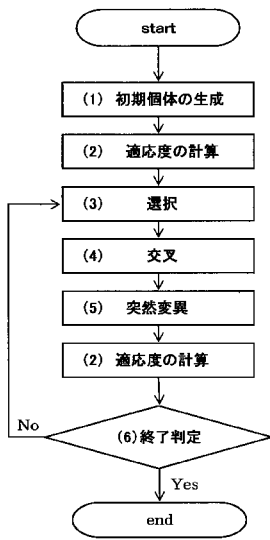 start
(1) 初期個体の生成
(2) 適応度の計算
(3) 選択
(4) 交叉
(5) 突然変異
(2) 適応度の計算
(6)終了判定
No
Yes
end